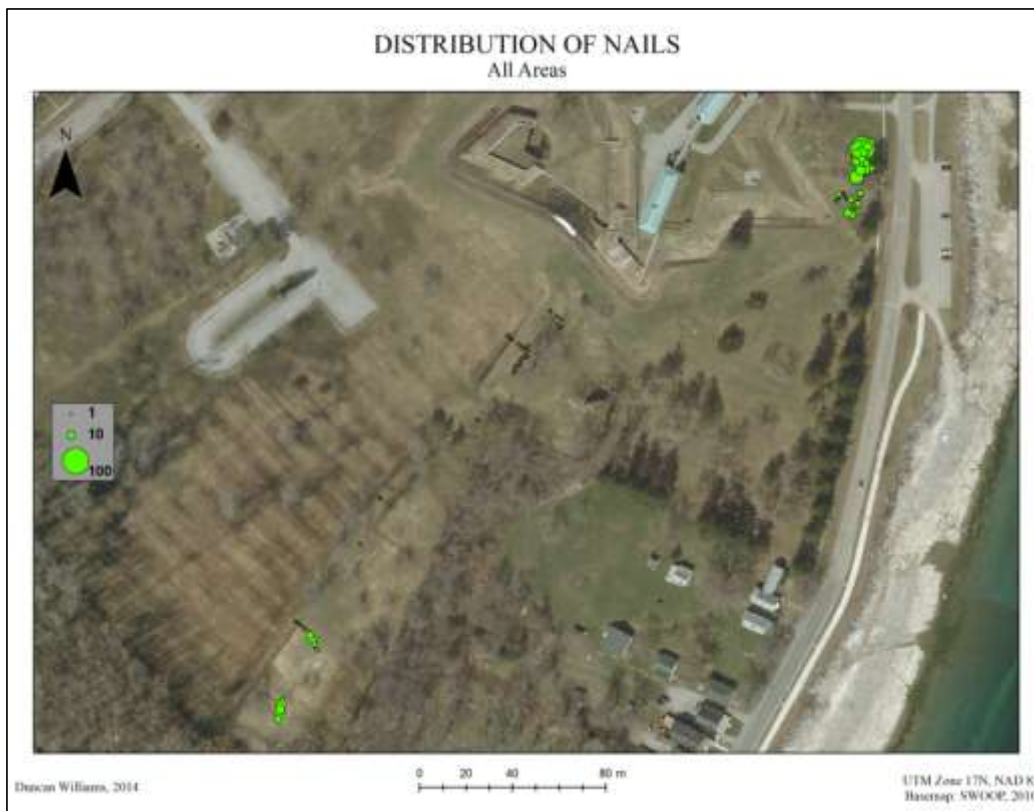 DISTRIBUTION OF NAILS
All Areas
N
1
10
100
Duncan Williams, 2014
0 20 40 80 m
UTM Zone 17N, NAD 8
Basemap: SWOOP, 201